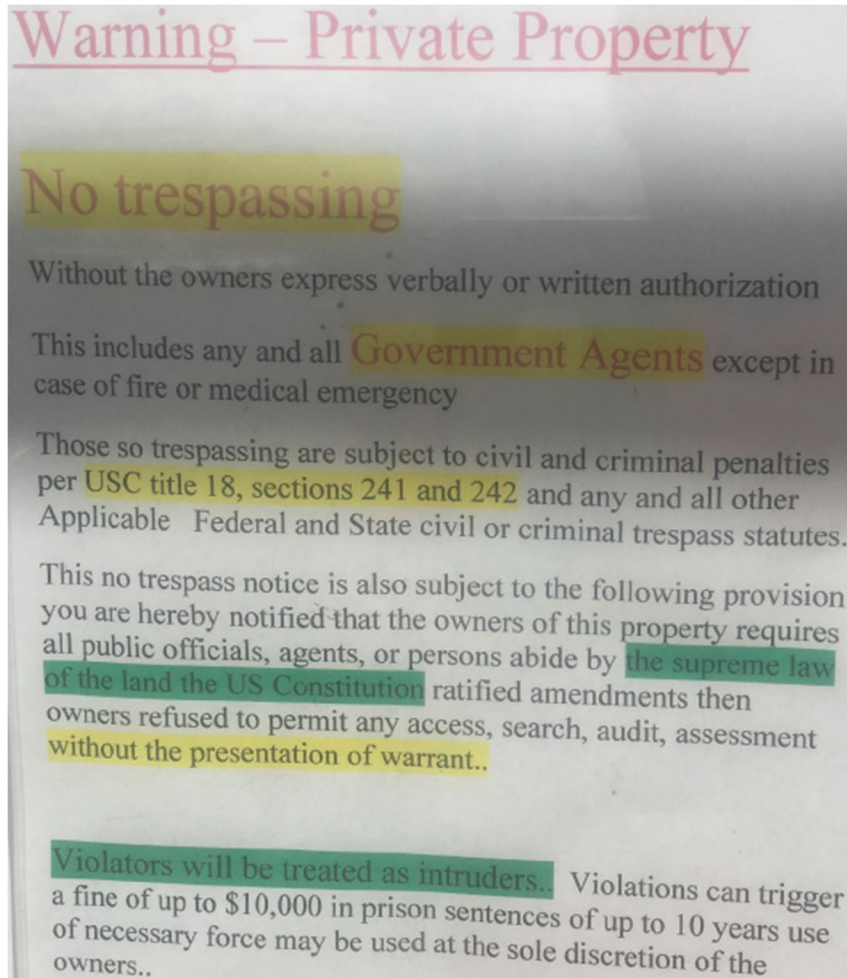 Warning – Private Property
No trespassing
Without the owners express verbally or written authorization
This includes any and all Government Agents except in
case of fire or medical emergency
Those so trespassing are subject to civil and criminal penalties
per USC title 18, sections 241 and 242 and any and all other
Applicable Federal and State civil or criminal trespass statutes.
This no trespass notice is also subject to the following provision
you are hereby notified that the owners of this property requires
all public officials, agents, or persons abide by the supreme law
of the land the US Constitution ratified amendments then
owners refused to permit any access, search, audit, assessment
without the presentation of warrant..
Violators will be treated as intruders.. Violations can trigger
a fine of up to $10,000 in prison sentences of up to 10 years use
of necessary force may be used at the sole discretion of the
owners..